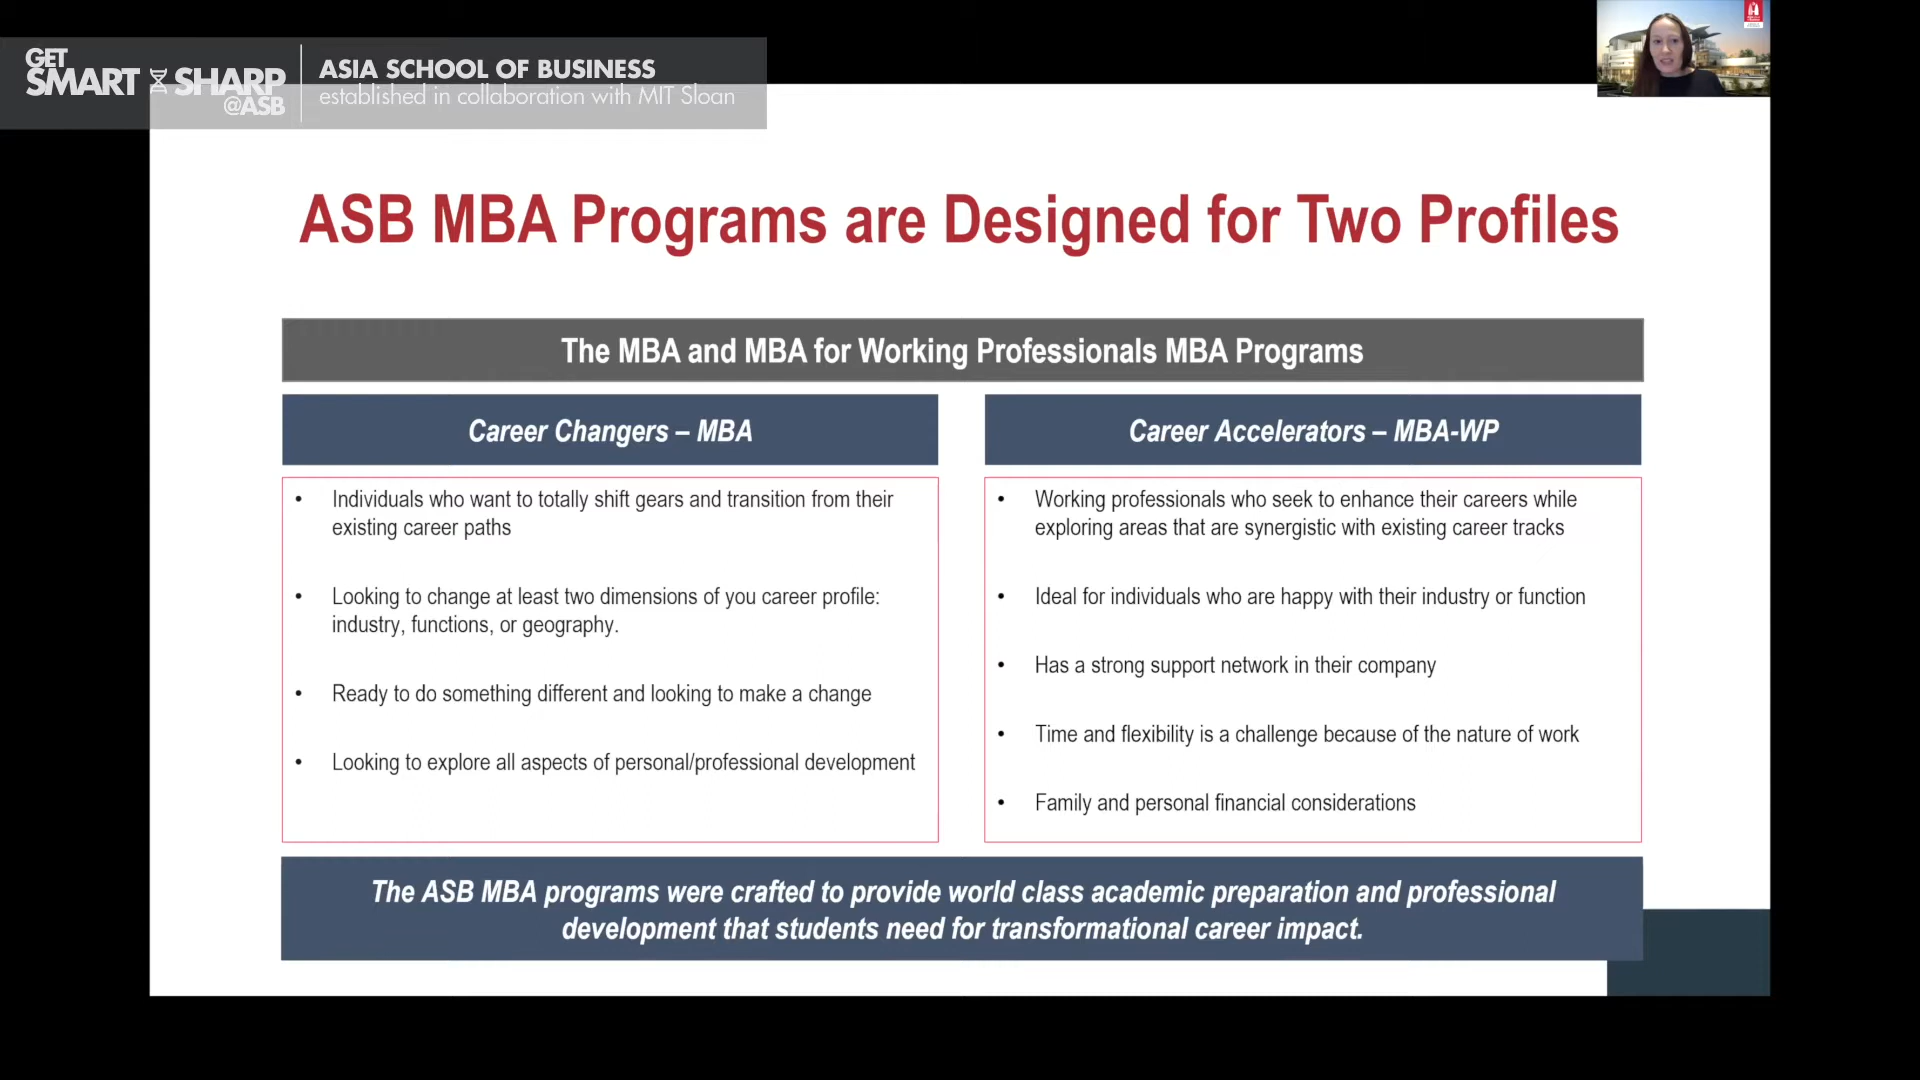 GET
SMART SHARP
@ASB
ASIA SCHOOL OF BUSINESS
established in collaboration with MIT Sloan
ASB MBA Programs are Designed for Two Profiles
The MBA and MBA for Working Professionals MBA Programs
Career Changers – MBA
• Individuals who want to totally shift gears and transition from their
existing career paths
• Looking to change at least two dimensions of you career profile:
industry, functions, or geography.
• Ready to do something different and looking to make a change
• Looking to explore all aspects of personal/professional development
Career Accelerators – MBA-WP
• Working professionals who seek to enhance their careers while
exploring areas that are synergistic with existing career tracks
• Ideal for individuals who are happy with their industry or function
• Has a strong support network in their company
• Time and flexibility is a challenge because of the nature of work
• Family and personal financial considerations
The ASB MBA programs were crafted to provide world class academic preparation and professional
development that students need for transformational career impact.